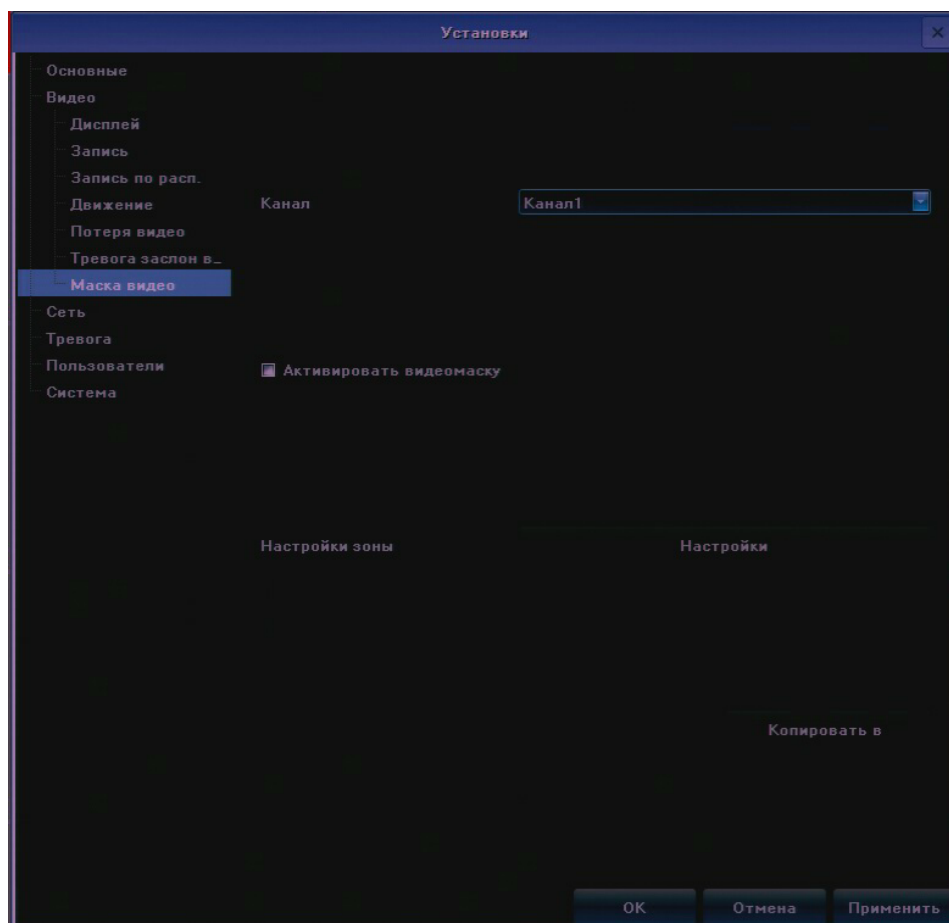 Установки
Основные
Видео
Дисплей
Запись
Запись по расп.
Движение
Потеря видео
Тревога заслон в_
Маска видео
Сеть
Тревога
Пользователи
Система
Канал
Канал1
Активировать видеомаску
Настройки зоны
Настройки
Копировать в
OK
Отмена
Применить